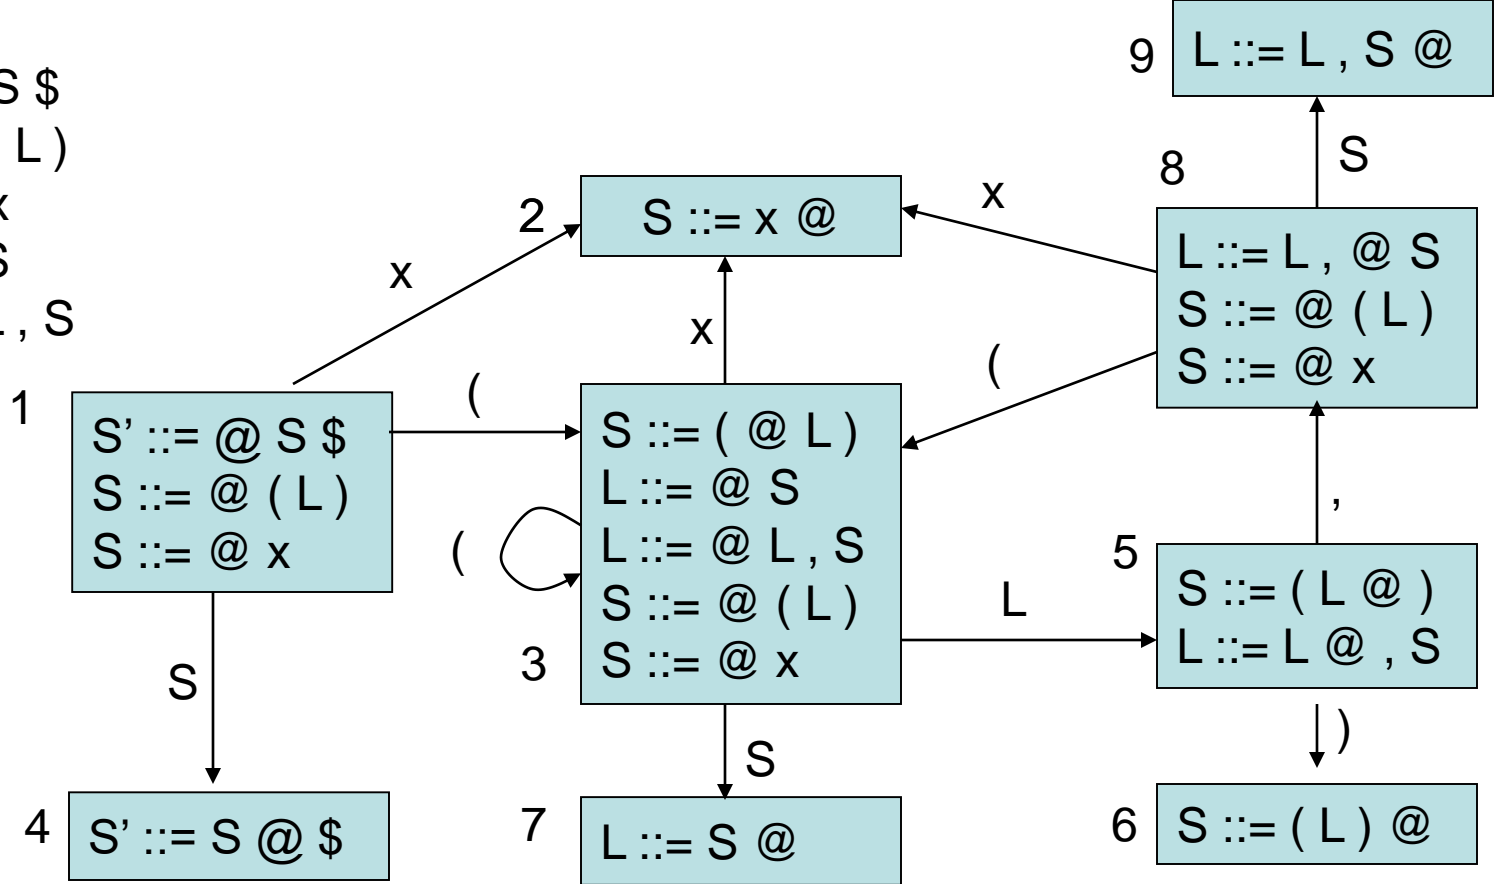 S $
L )
x
S
, S
9
L ::= L , S @
S
8
2
S ::= x @
x
L ::= L , @ S
S ::= @ ( L )
S ::= @ x
x
x
(
1
S’ ::= @ S $
S ::= @ ( L )
S ::= @ x
(
S ::= ( @ L )
L ::= @ S
L ::= @ L , S
S ::= @ ( L )
S ::= @ x
(
3
,
5
S ::= ( L @ )
L ::= L @ , S
L
S
S
)
4
S’ ::= S @ $
7
L ::= S @
6
S ::= ( L ) @